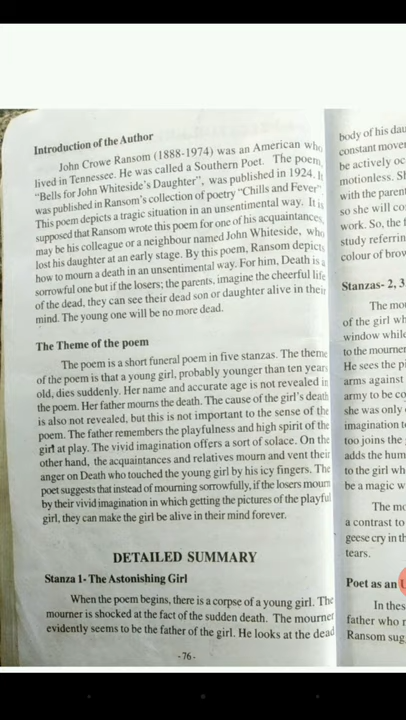 Introduction of the Author
John Crowe Ransom (1888-1974) was an American who
lived in Tennessee. He was called a Southern Poet. The poem,
"Bells for John Whiteside's Daughter", was published in 1924. It
was published in Ransom's collection of poetry "Chills and Fever".
This poem depicts a tragic situation in an unsentimental way. It is
supposed that Ransom wrote this poem for one of his acquaintances,
may be his colleague or a neighbour named John Whiteside, who
lost his daughter at an early stage. By this poem, Ransom depicts
how to mourn a death in an unsentimental way. For him, Death is a
sorrowful one but if the losers; the parents, imagine the cheerful life
of the dead, they can see their dead son or daughter alive in their
mind. The young one will be no more dead.
The Theme of the poem
The poem is a short funeral poem in five stanzas. The theme
of the poem is that a young girl, probably younger than ten years
old, dies suddenly. Her name and accurate age is not revealed in
the poem. Her father mourns the death. The cause of the girl's death
is also not revealed, but this is not important to the sense of the
poem. The father remembers the playfulness and high spirit of the
girl at play. The vivid imagination offers a sort of solace. On the
other hand, the acquaintances and relatives mourn and vent their
anger on Death who touched the young girl by his icy fingers. The
poet suggests that instead of mourning sorrowfully, if the losers mourn
by their vivid imagination in which getting the pictures of the playful
girl, they can make the girl be alive in their mind forever.
DETAILED SUMMARY
Stanza 1- The Astonishing Girl
When the poem begins, there is a corpse of a young girl. The
mourner is shocked at the fact of the sudden death. The mourner
evidently seems to be the father of the girl. He looks at the dead
-76-
body of his dau
constant move
be actively oc
motionless. S
with the paren
so she will co
work. So, the
study referrin
colour of brow
Stanzas- 2, 3
The mo
of the girl wh
window while
to the mourne
He sees the pi
arms against
army to be co
she was only
imagination t
too joins the
adds the hum
to the girl wh
be a magic w
The mo
a contrast to
geese cry in th
tears.
Poet as an
In thes
father who
Ransom sug